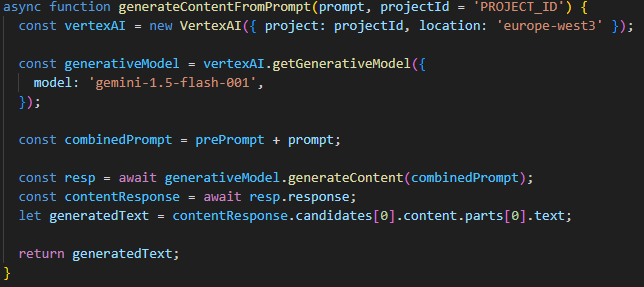 async function generateContentFromPrompt(prompt, projectId = 'PROJECT_ID') {
const vertexAI = new VertexAI({ project: projectId, location: 'europe-west3' });
const generativeModel = vertexAI.getGenerativeModel({
model: 'gemini-1.5-flash-001',
});
const combinedPrompt = prePrompt + prompt;
const resp = await generativeModel.generateContent(combinedPrompt);
const contentResponse = await resp.response;
let generatedText = contentResponse.candidates[0].content.parts[0].text;
return generatedText;
}